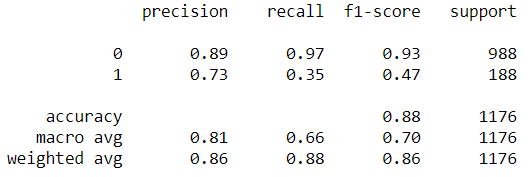 precision recall f1-score support
0 0.89 0.97 0.93 988
1 0.73 0.35 0.47 188
accuracy 0.88 1176
macro avg 0.81 0.66 0.70 1176
weighted avg 0.86 0.88 0.86 1176